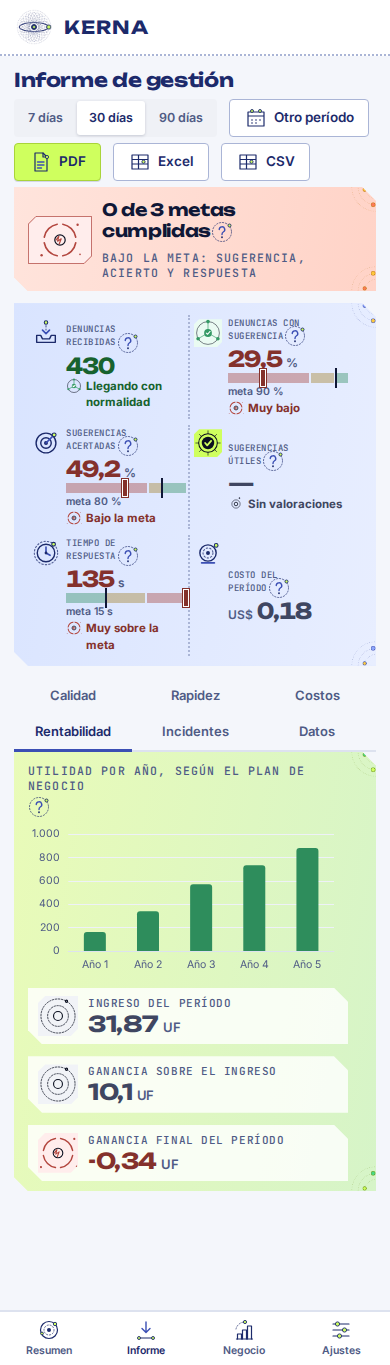 KERNA
Informe de gestión
7 días 30 días 90 días Otro período
PDF Excel CSV
0 de 3 metas
cumplidas ?
BAJO LA META: SUGERENCIA,
ACIERTO Y RESPUESTA
DENUNCIAS
RECIBIDAS ?
430
Llegando con
normalidad
DENUNCIAS CON
SUGERENCIA ?
29,5 %
meta 90 %
Muy bajo
SUGERENCIAS
ACERTADAS ?
49,2 %
meta 80 %
Bajo la meta
SUGERENCIAS
ÚTILES ?
—
Sin valoraciones
TIEMPO DE
RESPUESTA ?
135 s
meta 15 s
Muy sobre la
meta
COSTO DEL
PERÍODO ?
US$ 0,18
Calidad Rapidez Costos
Rentabilidad Incidentes Datos
UTILIDAD POR AÑO, SEGÚN EL PLAN DE
NEGOCIO
?
1.000
800
600
400
200
0
Año 1 Año 2 Año 3 Año 4 Año 5
INGRESO DEL PERÍODO
31,87 UF
GANANCIA SOBRE EL INGRESO
10,1 UF
GANANCIA FINAL DEL PERÍODO
-0,34 UF
Resumen Informe Negocio Ajustes